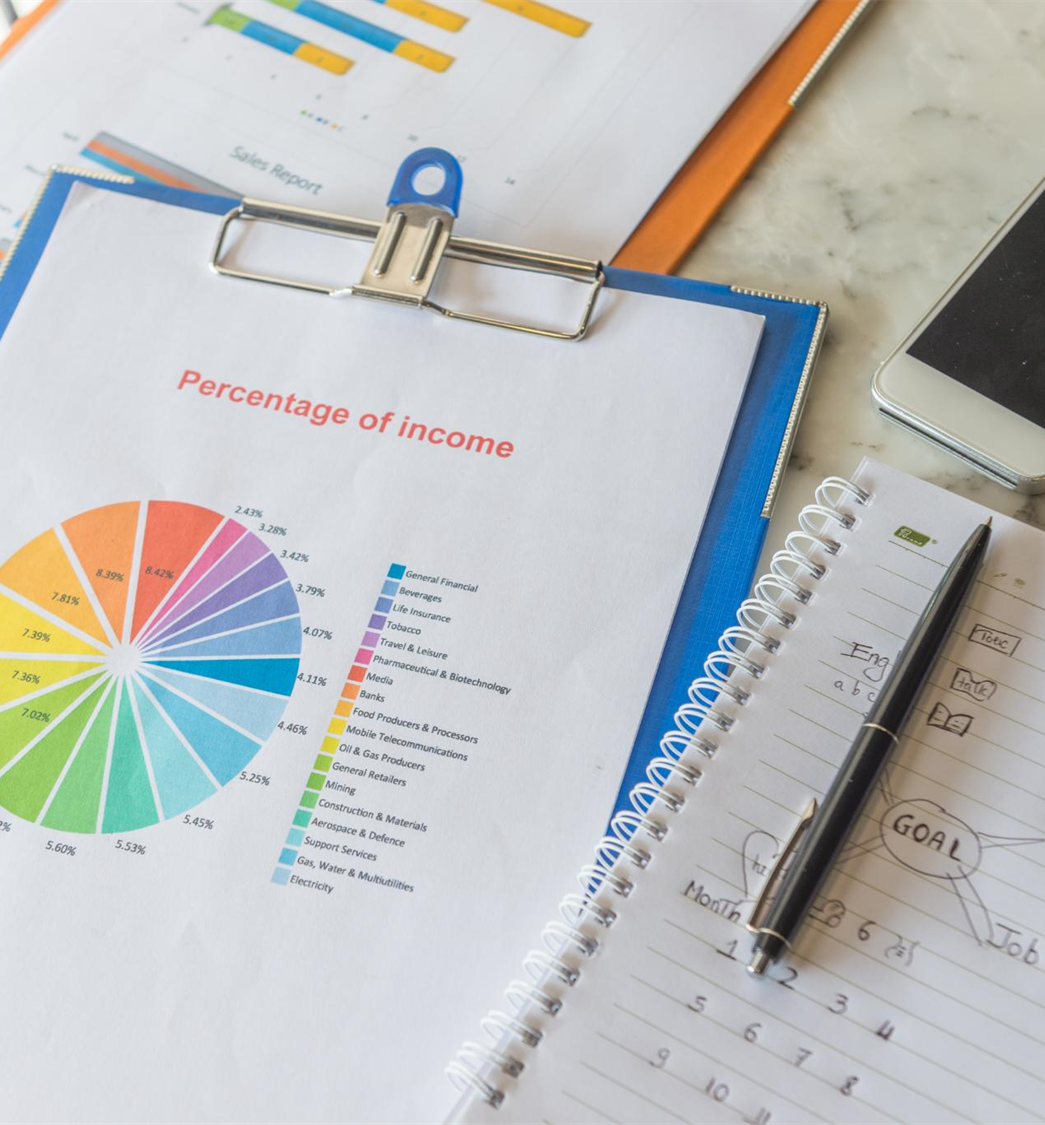 Sales Report
Percentage of income
2.43%
3.28%
3.42%
3.79%
4.07%
4.11%
4.46%
5.25%
5.45%
5.53%
5.60%
7.02%
7.36%
7.39%
7.81%
8.39%
8.42%
General Financial
Beverages
Life Insurance
Tobacco
Travel & Leisure
Pharmaceutical & Biotechnology
Media
Banks
Food Producers & Processors
Mobile Telecommunications
Oil & Gas Producers
General Retailers
Mining
Construction & Materials
Aerospace & Defence
Support Services
Gas, Water & Multiutilities
Electricity
Eng
a b c
talk
GOAL
Job
Month
6
1 2 3 4
5 6 7 8
9 10 11